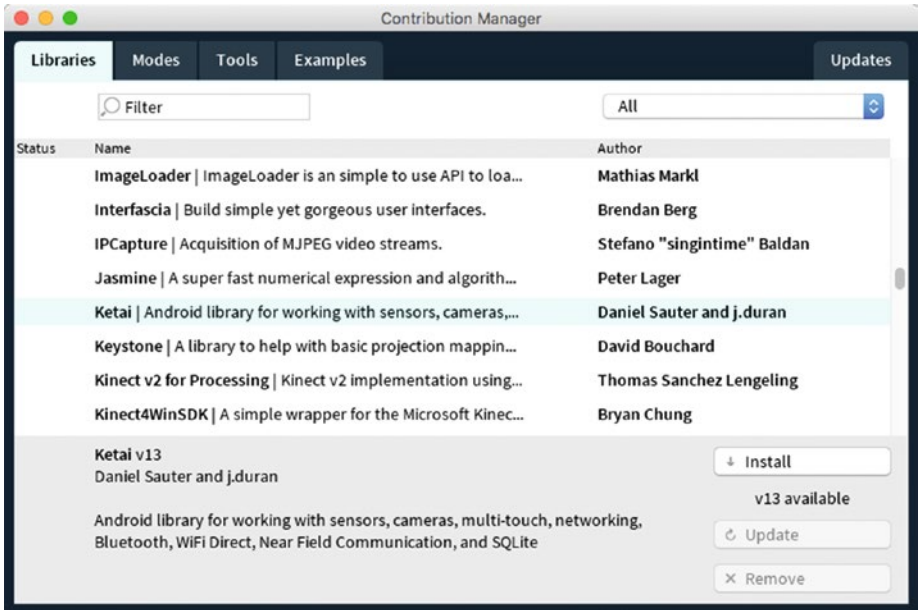 Contribution Manager
Libraries Modes Tools Examples Updates
Filter All
Status Name Author
ImageLoader | ImageLoader is an simple to use API to loa... Mathias Markl
Interfascia | Build simple yet gorgeous user interfaces. Brendan Berg
IPCapture | Acquisition of MJPEG video streams. Stefano "singintime" Baldan
Jasmine | A super fast numerical expression and algorith... Peter Lager
Ketai | Android library for working with sensors, cameras,... Daniel Sauter and j.duran
Keystone | A library to help with basic projection mappin... David Bouchard
Kinect v2 for Processing | Kinect v2 implementation using... Thomas Sanchez Lengeling
Kinect4WinSDK | A simple wrapper for the Microsoft Kinec... Bryan Chung
Ketai v13
Daniel Sauter and j.duran
Android library for working with sensors, cameras, multi-touch, networking,
Bluetooth, WiFi Direct, Near Field Communication, and SQLite
Install
v13 available
Update
Remove